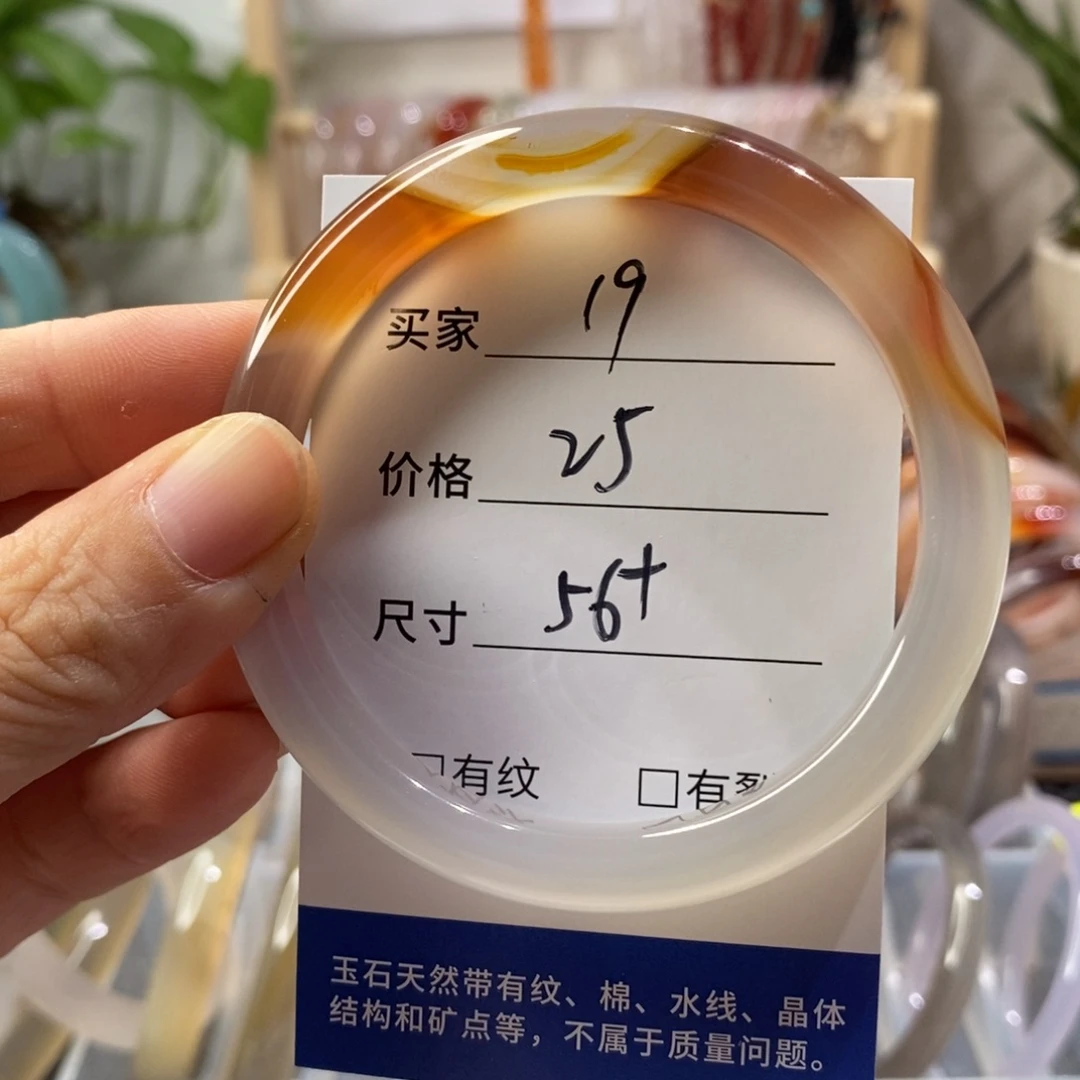 买家 19
价格 25
尺寸 56+
□有纹 □有裂
玉石天然带有纹、棉、水线、晶体
结构和矿点等，不属于质量问题。